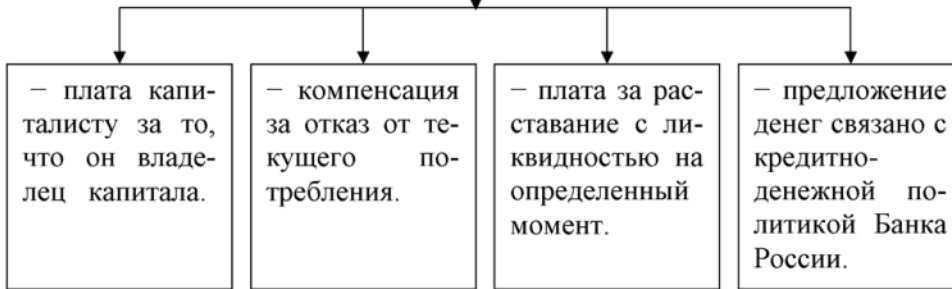 − плата капи-
талисту за то,
что он владе-
лец капитала.
− компенсация
за отказ от те-
кущего по-
требления.
− плата за рас-
ставание с ли-
квидностью на
определенный
момент.
− предложение
денег связано с
кредитно-
денежной по-
литикой Банка
России.